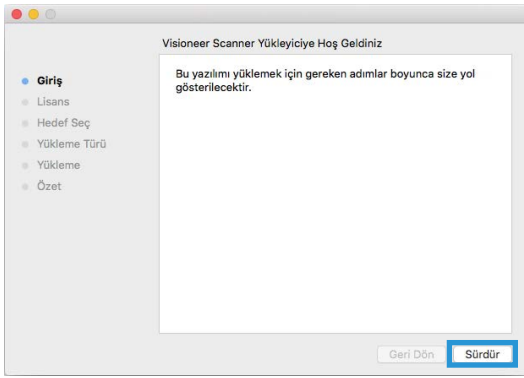 Visioneer Scanner Yükleyiciye Hoş Geldiniz
Giriş
Lisans
Hedef Seç
Yükleme Türü
Yükleme
Özet
Bu yazılımı yüklemek için gereken adımlar boyunca size yol
gösterilecektir.
Geri Dön
Sürdür